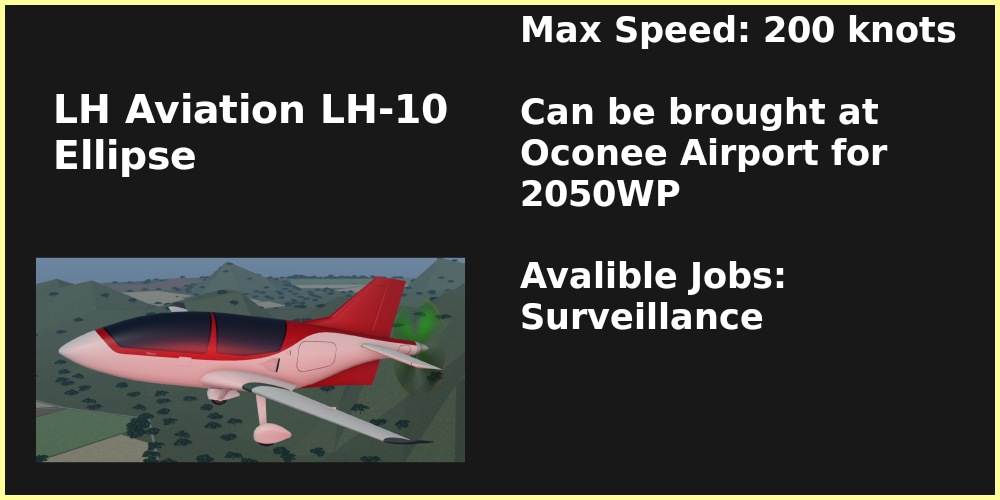 LH Aviation LH-10
Ellipse
Max Speed: 200 knots
Can be brought at
Oconee Airport for
2050WP
Avalible Jobs:
Surveillance